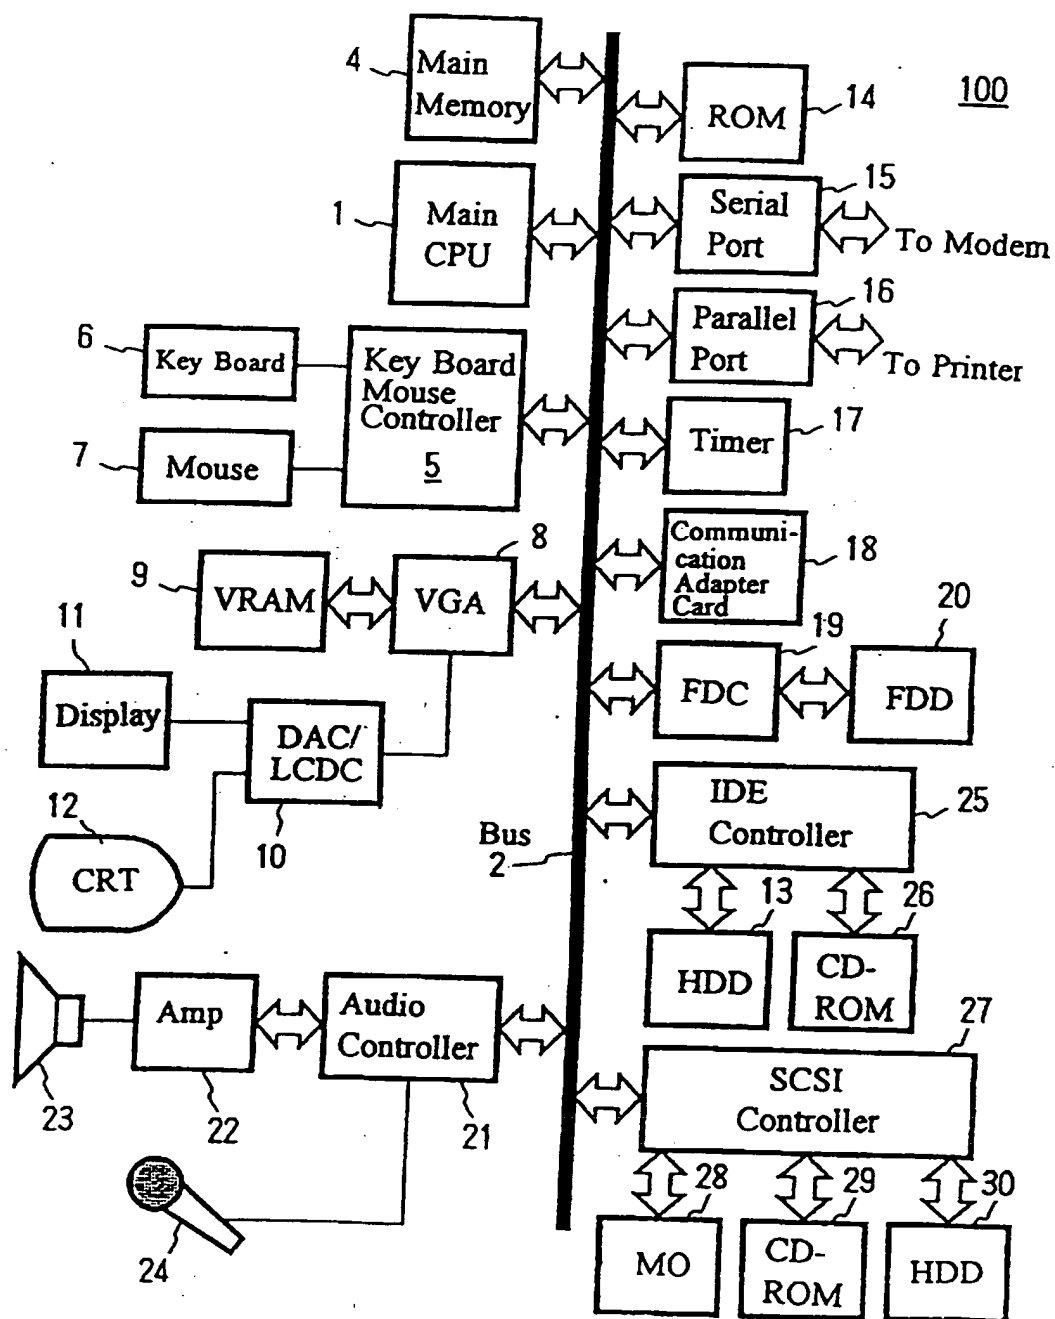 100
4
Main
Memory
14
ROM
1
Main
CPU
15
Serial
Port
To Modem
16
Parallel
Port
To Printer
6
Key Board
7
Mouse
Key Board
Mouse
Controller
5
17
Timer
18
Communi-
cation
Adapter
Card
9
VRAM
8
VGA
19
FDC
20
FDD
11
Display
DAC/
LCDC
10
12
CRT
Bus
2
25
IDE
Controller
13
HDD
26
CD-
ROM
23
Amp
22
Audio
Controller
21
24
27
SCSI
Controller
28
MO
29
CD-
ROM
30
HDD